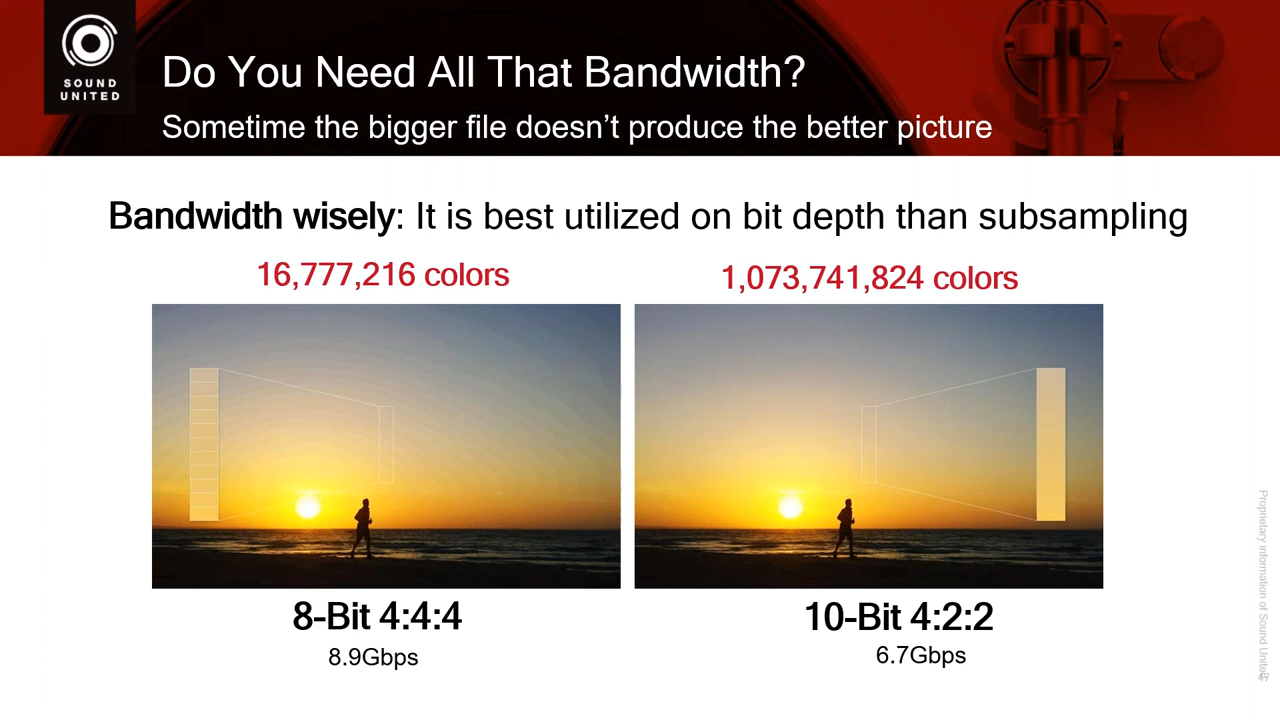 SOUND
UNITED
Do You Need All That Bandwidth?
Sometime the bigger file doesn’t produce the better picture
Bandwidth wisely: It is best utilized on bit depth than subsampling
16,777,216 colors
1,073,741,824 colors
8-Bit 4:4:4
8.9Gbps
10-Bit 4:2:2
6.7Gbps
Proprietary information of Sound United